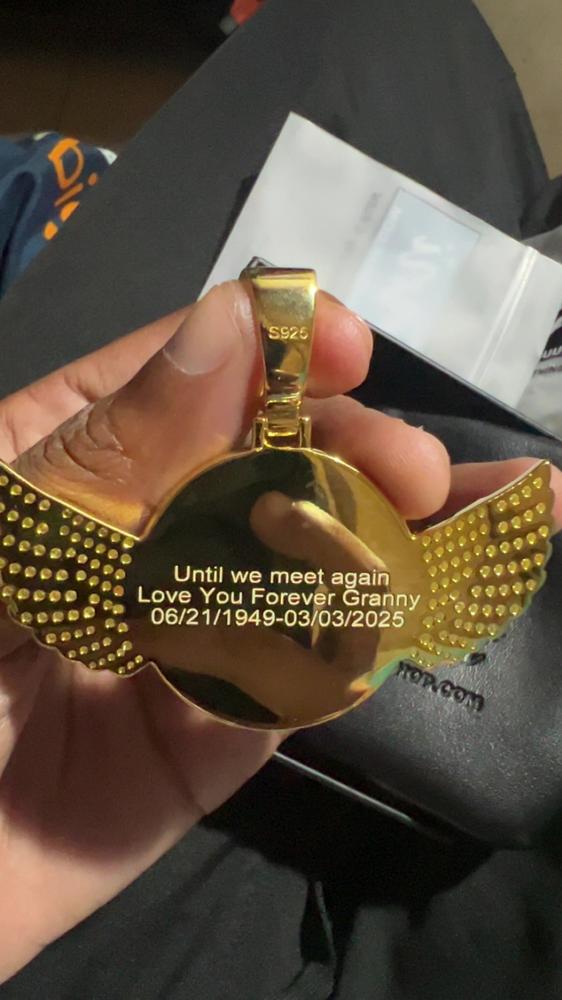 S925
Until we meet again
Love You Forever Granny
06/21/1949-03/03/2025